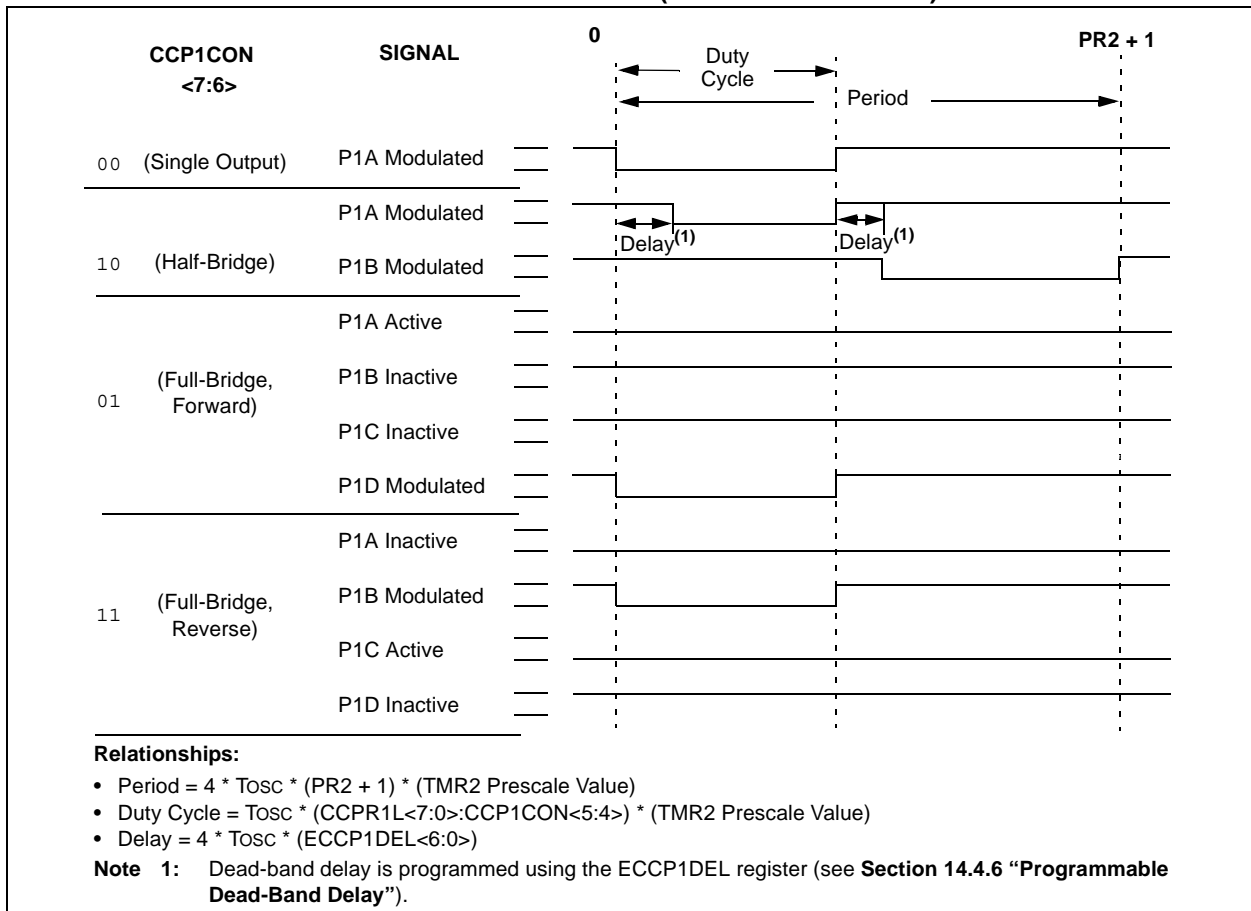 0
PR2 + 1
CCP1CON
<7:6>
SIGNAL
Duty
Cycle
Period
00 (Single Output) P1A Modulated
P1A Modulated
Delay(1) Delay(1)
10 (Half-Bridge) P1B Modulated
P1A Active
P1B Inactive
01 (Full-Bridge,
Forward)
P1C Inactive
P1D Modulated
P1A Inactive
P1B Modulated
11 (Full-Bridge,
Reverse)
P1C Active
P1D Inactive
Relationships:
• Period = 4 * TOSC * (PR2 + 1) * (TMR2 Prescale Value)
• Duty Cycle = TOSC * (CCPR1L<7:0>:CCP1CON<5:4>) * (TMR2 Prescale Value)
• Delay = 4 * TOSC * (ECCP1DEL<6:0>)
Note 1: Dead-band delay is programmed using the ECCP1DEL register (see Section 14.4.6 “Programmable
Dead-Band Delay”).